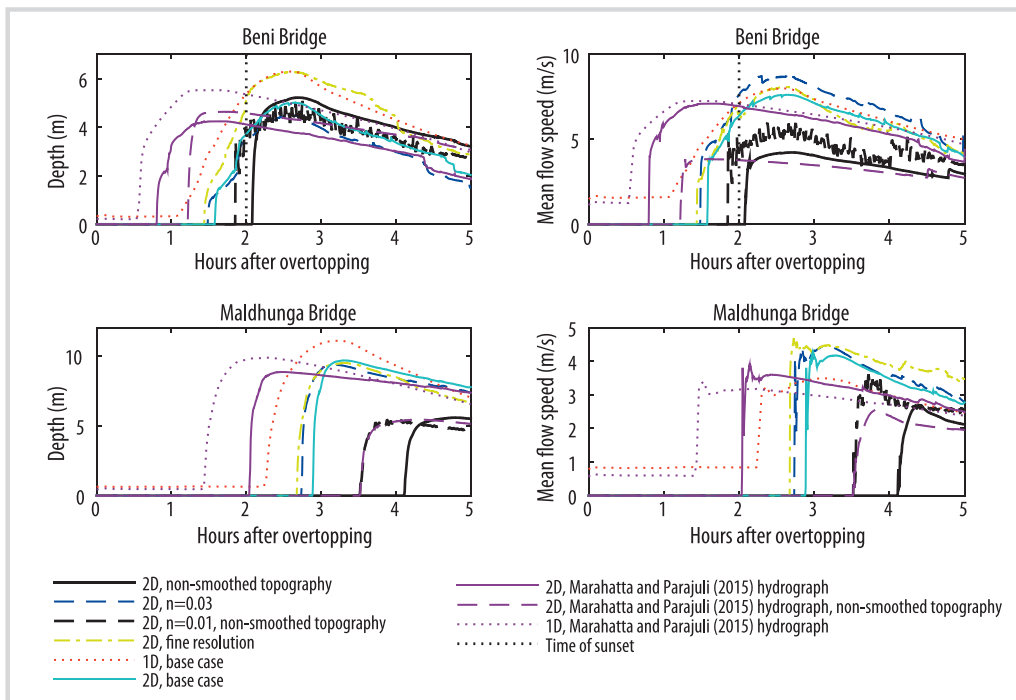 Beni Bridge
Depth (m)
6
4
2
0
0 1 2 3 4 5
Hours after overtopping
Beni Bridge
Mean flow speed (m/s)
10
5
0
0 1 2 3 4 5
Hours after overtopping
Maldhunga Bridge
Depth (m)
10
5
0
0 1 2 3 4 5
Hours after overtopping
Maldhunga Bridge
Mean flow speed (m/s)
5
4
3
2
1
0
0 1 2 3 4 5
Hours after overtopping
2D, non-smoothed topography
2D, n=0.03
2D, n=0.01, non-smoothed topography
2D, fine resolution
1D, base case
2D, base case
2D, Marahatta and Parajuli (2015) hydrograph
2D, Marahatta and Parajuli (2015) hydrograph, non-smoothed topography
1D, Marahatta and Parajuli (2015) hydrograph
Time of sunset